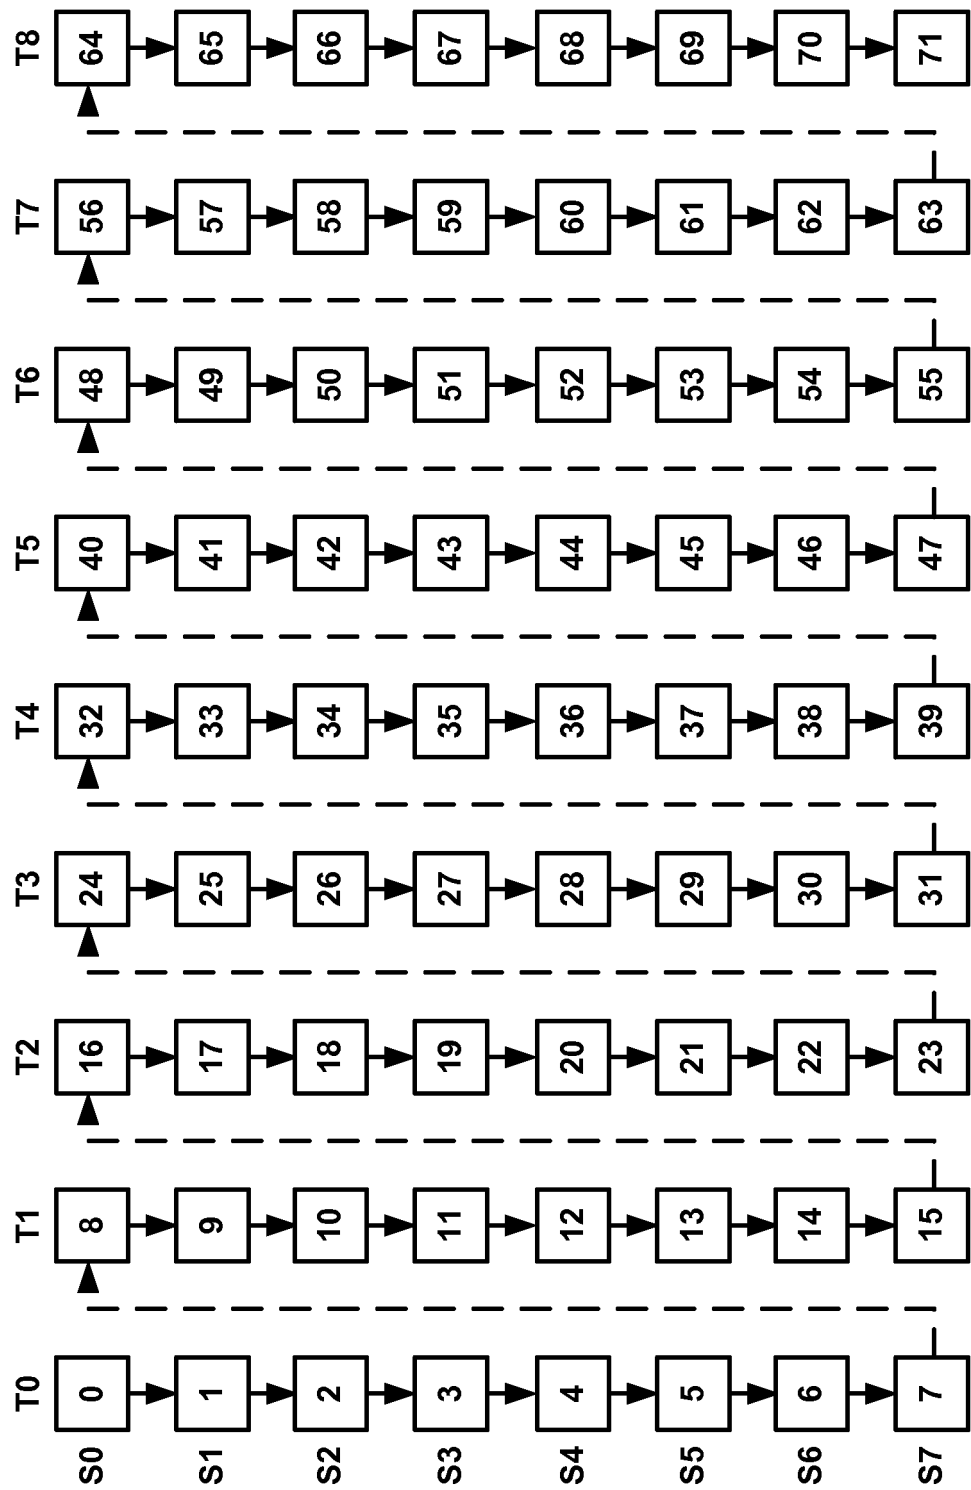 T0 T1 T2 T3 T4 T5 T6 T7 T8
S0 0 8 16 24 32 40 48 56 64
S1 1 9 17 25 33 41 49 57 65
S2 2 10 18 26 34 42 50 58 66
S3 3 11 19 27 35 43 51 59 67
S4 4 12 20 28 36 44 52 60 68
S5 5 13 21 29 37 45 53 61 69
S6 6 14 22 30 38 46 54 62 70
S7 7 15 23 31 39 47 55 63 71